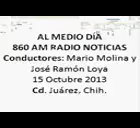 AL MEDIO DÍA
860 AM RADIO NOTICIAS
Conductores: Mario Molina y
José Ramón Loya
15 Octubre 2013
Cd. Juárez, Chih.